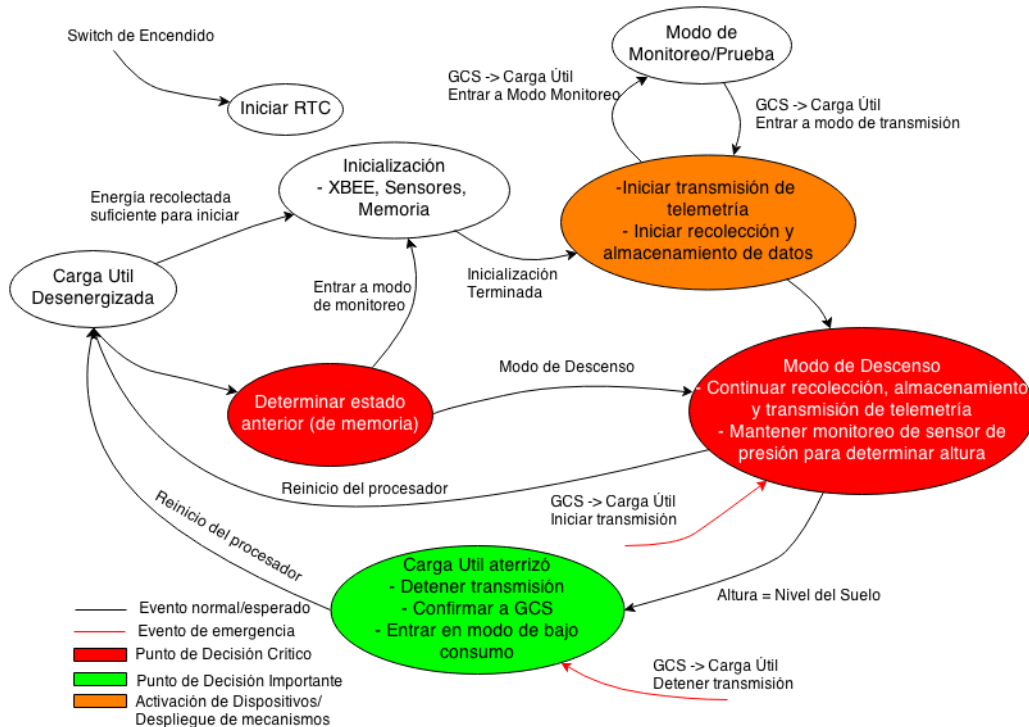 Switch de Encendido
Iniciar RTC
Modo de
Monitoreo/Prueba
GCS -> Carga Útil
Entrar a Modo Monitoreo
GCS -> Carga Útil
Entrar a modo de transmisión
Inicialización
- XBEE, Sensores,
Memoria
-Iniciar transmisión de
telemetría
- Iniciar recolección y
almacenamiento de datos
Energía recolectada
suficiente para iniciar
Carga Util
Desenergizada
Entrar a modo
de monitoreo
Inicialización
Terminada
Determinar estado
anterior (de memoria)
Modo de Descenso
Modo de Descenso
- Continuar recolección, almacenamiento
y transmisión de telemetría
- Mantener monitoreo de sensor de
presión para determinar altura
Reinicio del procesador
GCS -> Carga Útil
Iniciar transmisión
Reinicio del procesador
Carga Util aterrizó
- Detener transmisión
- Confirmar a GCS
- Entrar en modo de bajo
consumo
Altura = Nivel del Suelo
GCS -> Carga Útil
Detener transmisión
Evento normal/esperado
Evento de emergencia
Punto de Decisión Crítico
Punto de Decisión Importante
Activación de Dispositivos/
Despliegue de mecanismos